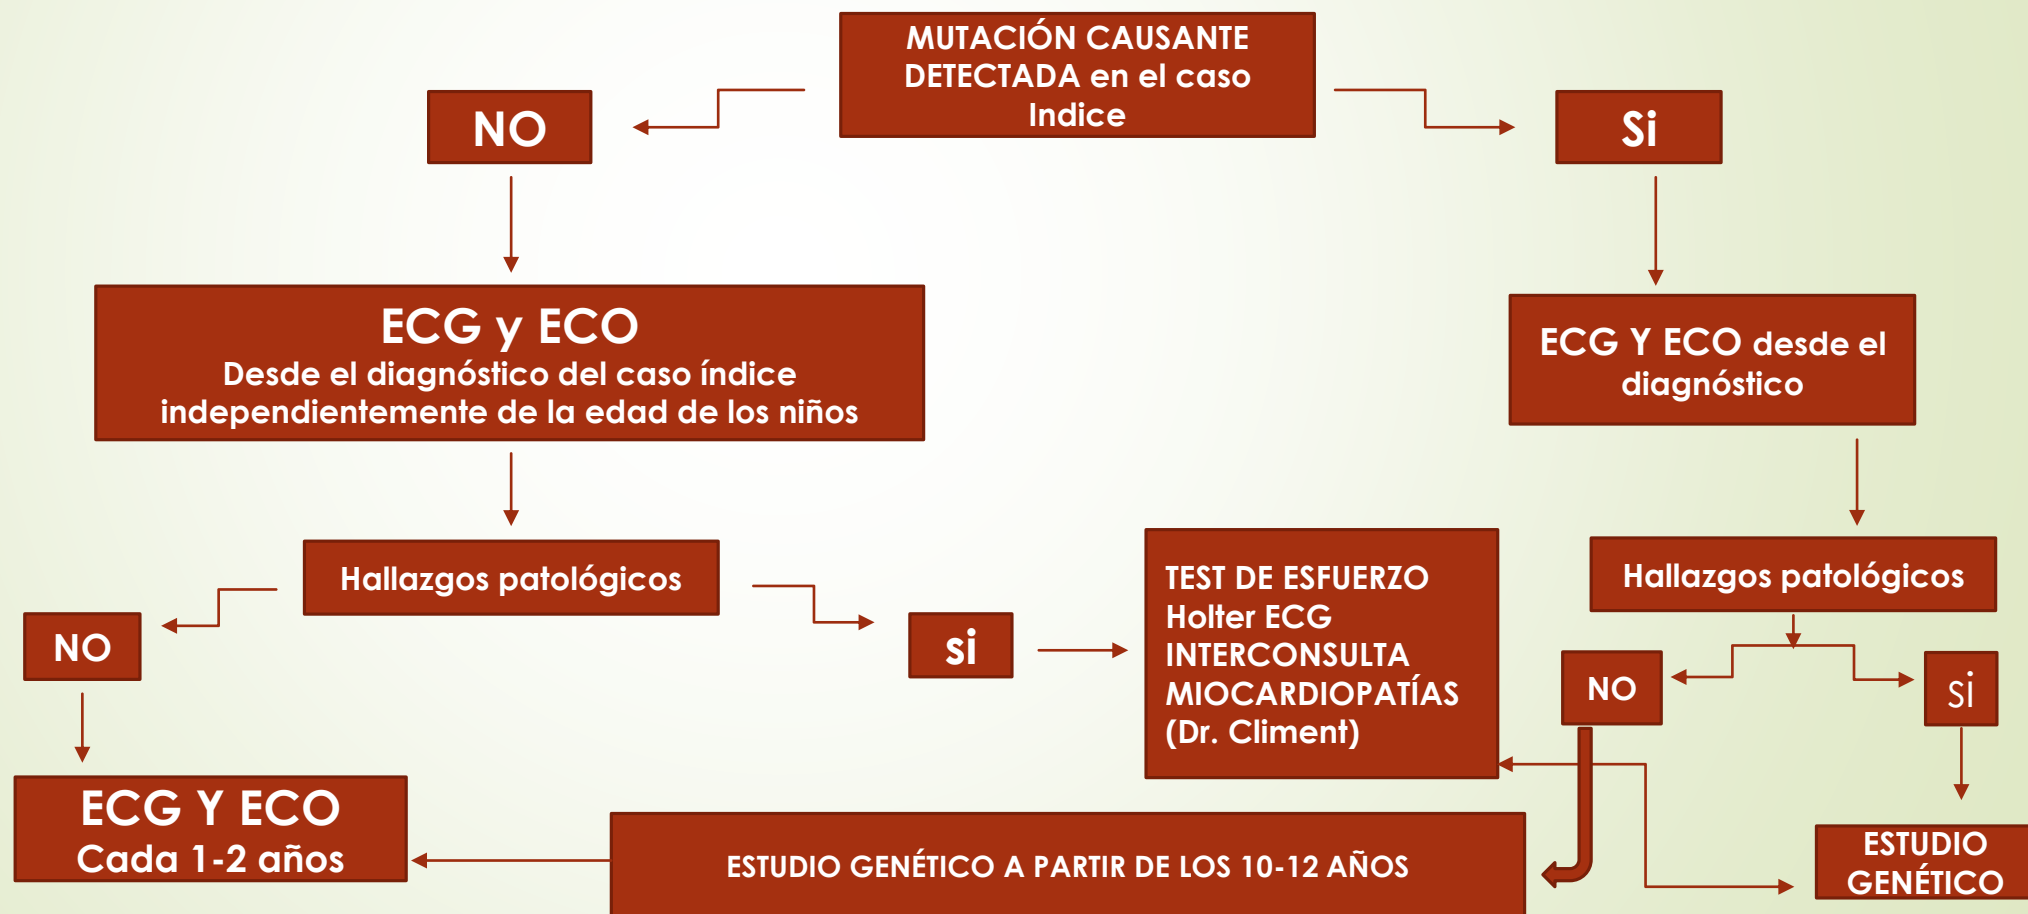 MUTACIÓN CAUSANTE
DETECTADA en el caso
Indice
NO
Si
ECG y ECO
Desde el diagnóstico del caso índice
independientemente de la edad de los niños
ECG Y ECO desde el
diagnóstico
Hallazgos patológicos
Hallazgos patológicos
NO
si
TEST DE ESFUERZO
Holter ECG
INTERCONSULTA
MIOCARDIOPATÍAS
(Dr. Climent)
NO
si
ECG Y ECO
Cada 1-2 años
ESTUDIO GENÉTICO A PARTIR DE LOS 10-12 AÑOS
ESTUDIO
GENÉTICO